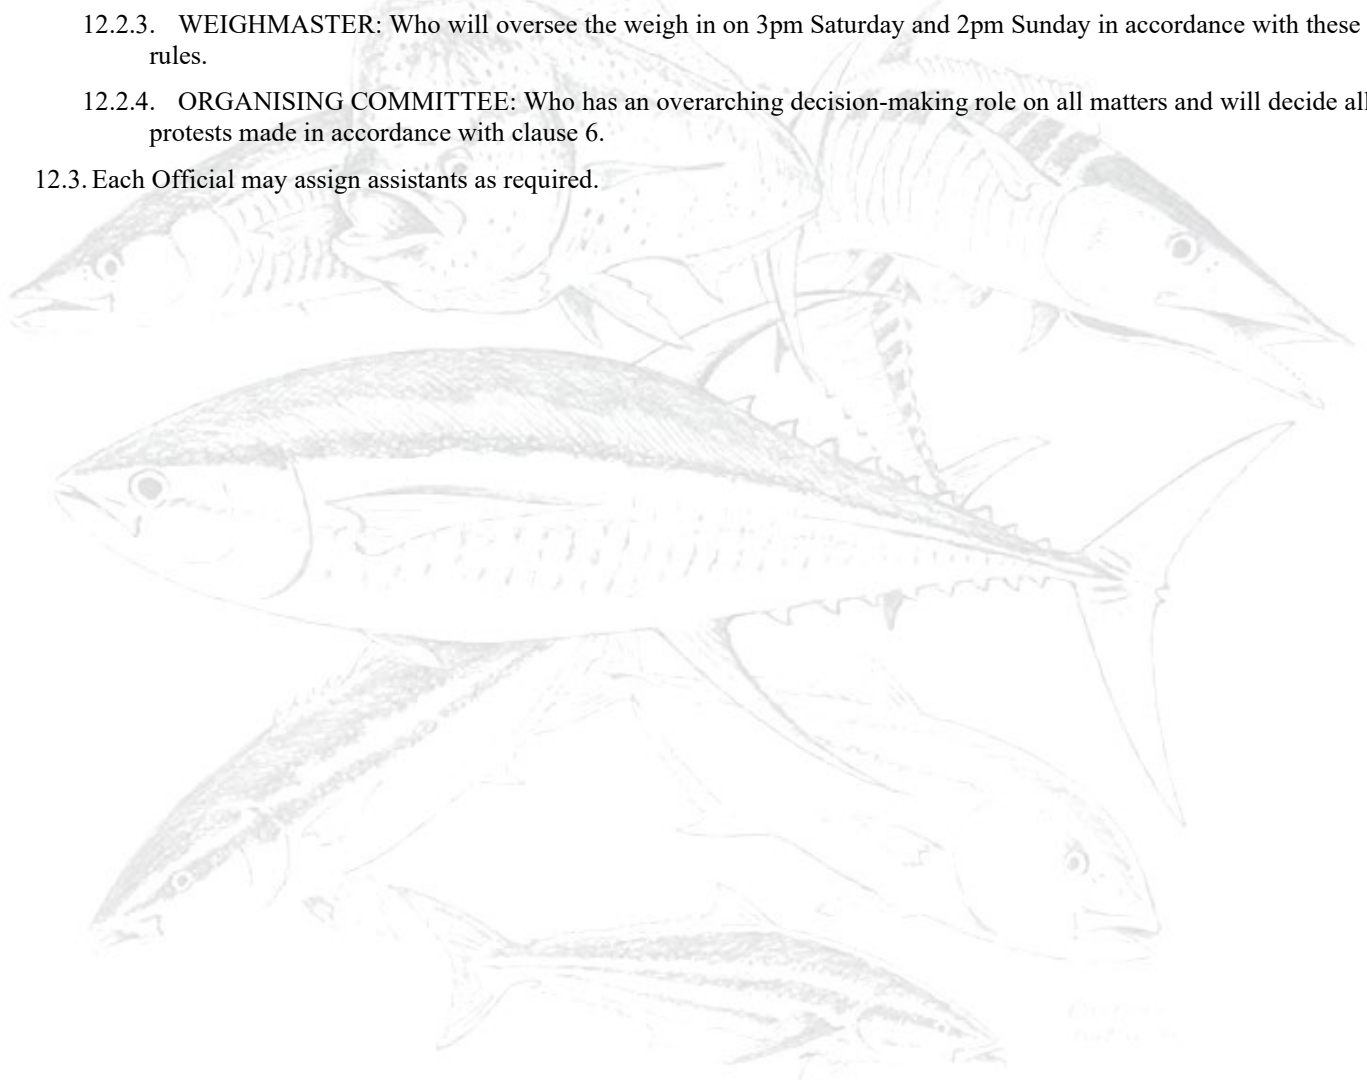 12.2.3. WEIGHMASTER: Who will oversee the weigh in on 3pm Saturday and 2pm Sunday in accordance with these
rules.
12.2.4. ORGANISING COMMITTEE: Who has an overarching decision-making role on all matters and will decide all
protests made in accordance with clause 6.
12.3. Each Official may assign assistants as required.